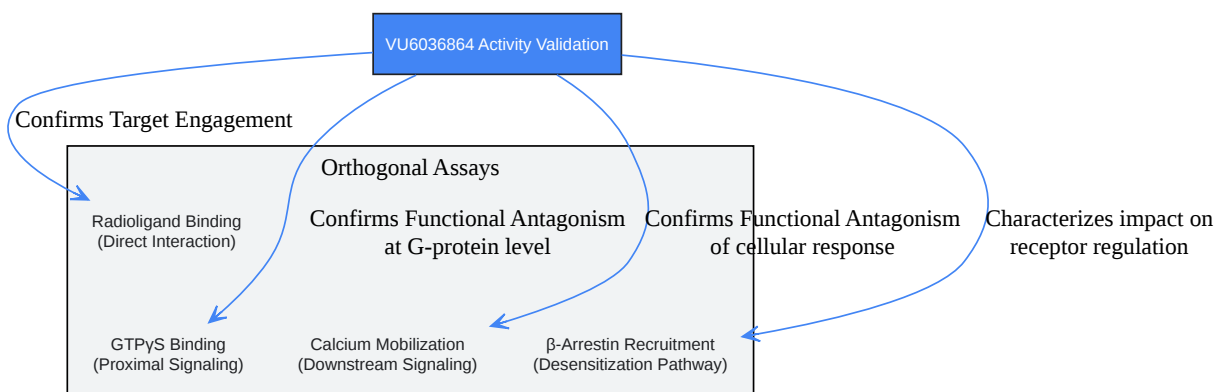 VU6036864 Activity Validation
Confirms Target Engagement
Orthogonal Assays
Radioligand Binding
(Direct Interaction)
Confirms Functional Antagonism
at G-protein level
Confirms Functional Antagonism
of cellular response
Characterizes impact on
receptor regulation
GTPγS Binding
(Proximal Signaling)
Calcium Mobilization
(Downstream Signaling)
β-Arrestin Recruitment
(Desensitization Pathway)